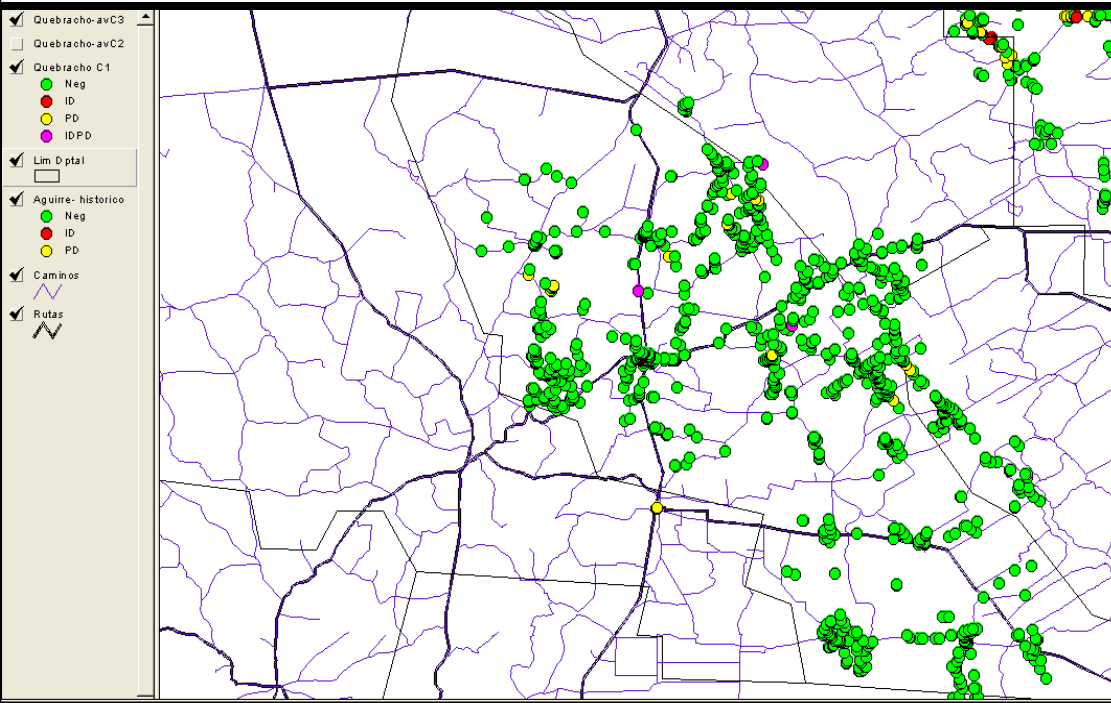 Quebracho-avC3
Quebracho-avC2
Quebracho C1
Neg
ID
PD
IDPD
Lim Dptal
Aguirre- historico
Neg
ID
PD
Caminos
Rutas